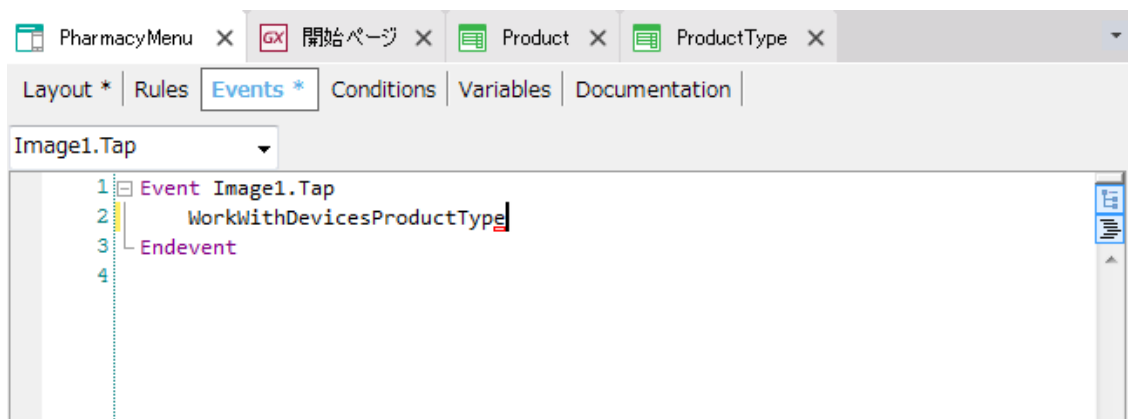 PharmacyMenu GX 開始ページ Product ProductType
Layout * Rules Events * Conditions Variables Documentation
Image1.Tap
1 Event Image1.Tap
2 WorkWithDevicesProductType
3 Endevent
4